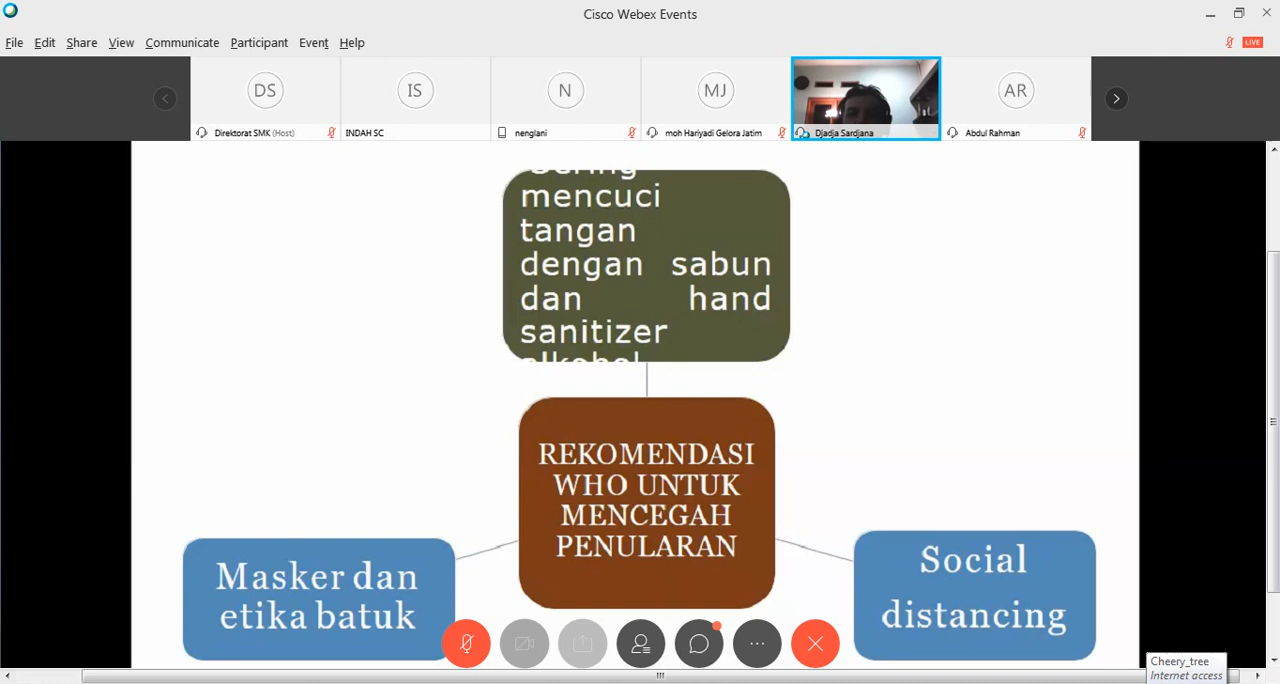 Cisco Webex Events
File Edit Share View Communicate Participant Event Help
LIVE
DS IS N MJ AR
Direktorat SMK (Host) INDAH SC nenglani moh Hariyadi Gelora Jatim Djadja Sardjana Abdul Rahman
Sering
mencuci
tangan
dengan sabun
dan hand
sanitizer
alkohol
REKOMENDASI
WHO UNTUK
MENCEGAH
PENULARAN
Masker dan
etika batuk
Social
distancing
Cheery_tree
Internet access